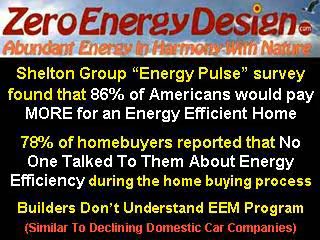 ZeroEnergyDesign.com
Abundant Energy In Harmony With Nature
Shelton Group “Energy Pulse” survey
found that 86% of Americans would pay
MORE for an Energy Efficient Home
78% of homebuyers reported that No
One Talked To Them About Energy
Efficiency during the home buying process
Builders Don’t Understand EEM Program
(Similar To Declining Domestic Car Companies)